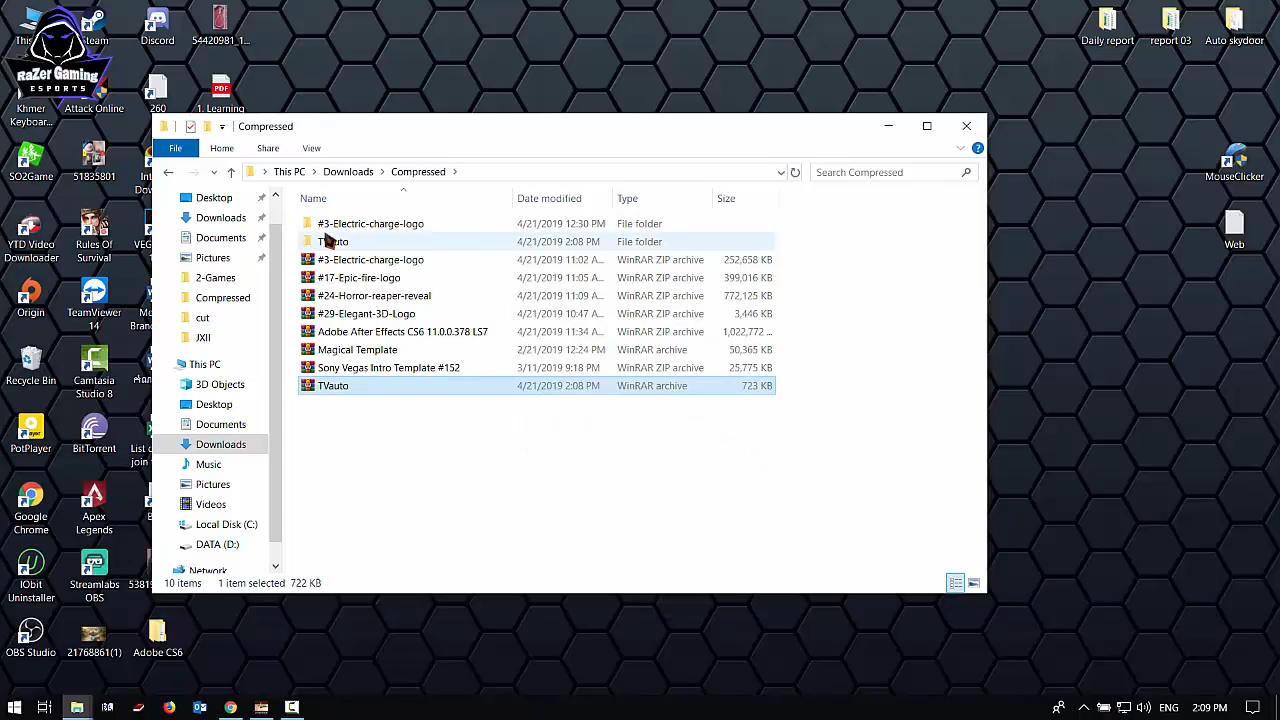 Steam
Discord
54420981_1...
Daily report
report 03
Auto skydoor
RaZer Gaming
ESPORTS
Khmer
Keyboar...
Attack Online
260
PDF
1. Learning
Compressed
File
Home
Share
View
This PC
Downloads
Compressed
Search Compressed
Name
Date modified
Type
Size
#3-Electric-charge-logo 4/21/2019 12:30 PM File folder
4/21/2019 2:08 PM File folder
#3-Electric-charge-logo 4/21/2019 11:02 A... WinRAR ZIP archive 252,658 KB
#17-Epic-fire-logo 4/21/2019 11:05 A... WinRAR ZIP archive 399,016 KB
#24-Horror-reaper-reveal 4/21/2019 11:09 A... WinRAR ZIP archive 772,125 KB
#29-Elegant-3D-Logo 4/21/2019 10:47 A... WinRAR ZIP archive 3,446 KB
Adobe After Effects CS6 11.0.0.378 LS7 4/21/2019 11:34 A... WinRAR ZIP archive 1,022,772 ...
Magical Template 2/21/2019 12:24 PM WinRAR archive 50,365 KB
Sony Vegas Intro Template #152 3/11/2019 9:18 PM WinRAR ZIP archive 25,775 KB
TVauto 4/21/2019 2:08 PM WinRAR archive 723 KB
Desktop
Downloads
Documents
Pictures
2-Games
Compressed
cut
JXII
This PC
3D Objects
Desktop
Documents
Downloads
Music
Pictures
Videos
Local Disk (C:)
DATA (D:)
Network
10 items 1 item selected 722 KB
SO2Game
51835801
YTD Video
Downloader
Rules Of
Survival
Origin
TeamViewer
14
Recycle Bin
Camtasia
Studio 8
PotPlayer
BitTorrent
Google
Chrome
Apex
Legends
IObit
Uninstaller
Streamlabs
OBS
OBS Studio
21768861(1)
Adobe CS6
MouseClicker
Web
ENG
2:09 PM